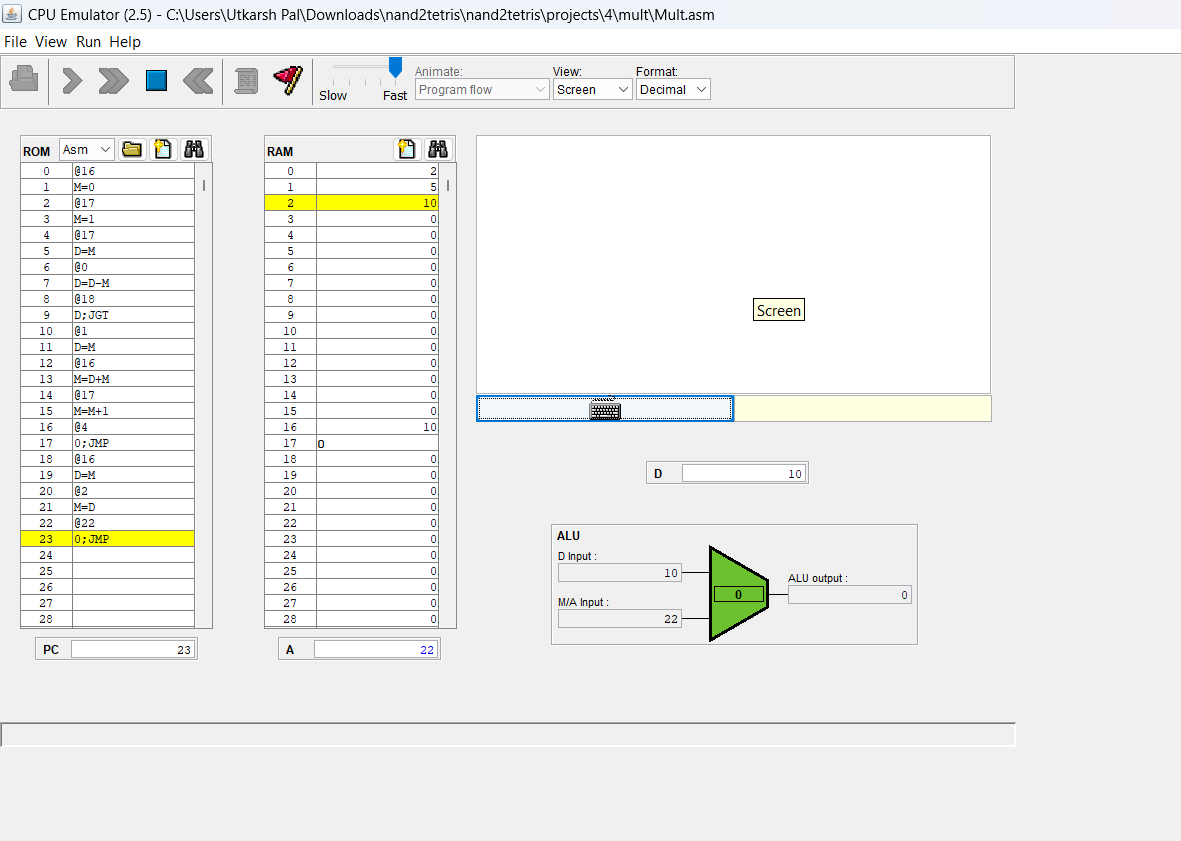 CPU Emulator (2.5) - C:\Users\Utkarsh Pal\Downloads\nand2tetris\nand2tetris\projects\4\mult\Mult.asm
File View Run Help
Animate: View: Format:
Program flow Screen Decimal
Slow Fast
ROM Asm
0 @16
1 M=0
2 @17
3 M=1
4 @17
5 D=M
6 @0
7 D=D-M
8 @18
9 D;JGT
10 @1
11 D=M
12 @16
13 M=D+M
14 @17
15 M=M+1
16 @4
17 0;JMP
18 @16
19 D=M
20 @2
21 M=D
22 @22
23 0;JMP
24
25
26
27
28
PC 23
RAM
0 2
1 5
2 10
3 0
4 0
5 0
6 0
7 0
8 0
9 0
10 0
11 0
12 0
13 0
14 0
15 0
16 10
17 0
18 0
19 0
20 0
21 0
22 0
23 0
24 0
25 0
26 0
27 0
28 0
A 22
Screen
D 10
ALU
D Input :
10
M/A Input :
22
0
ALU output :
0